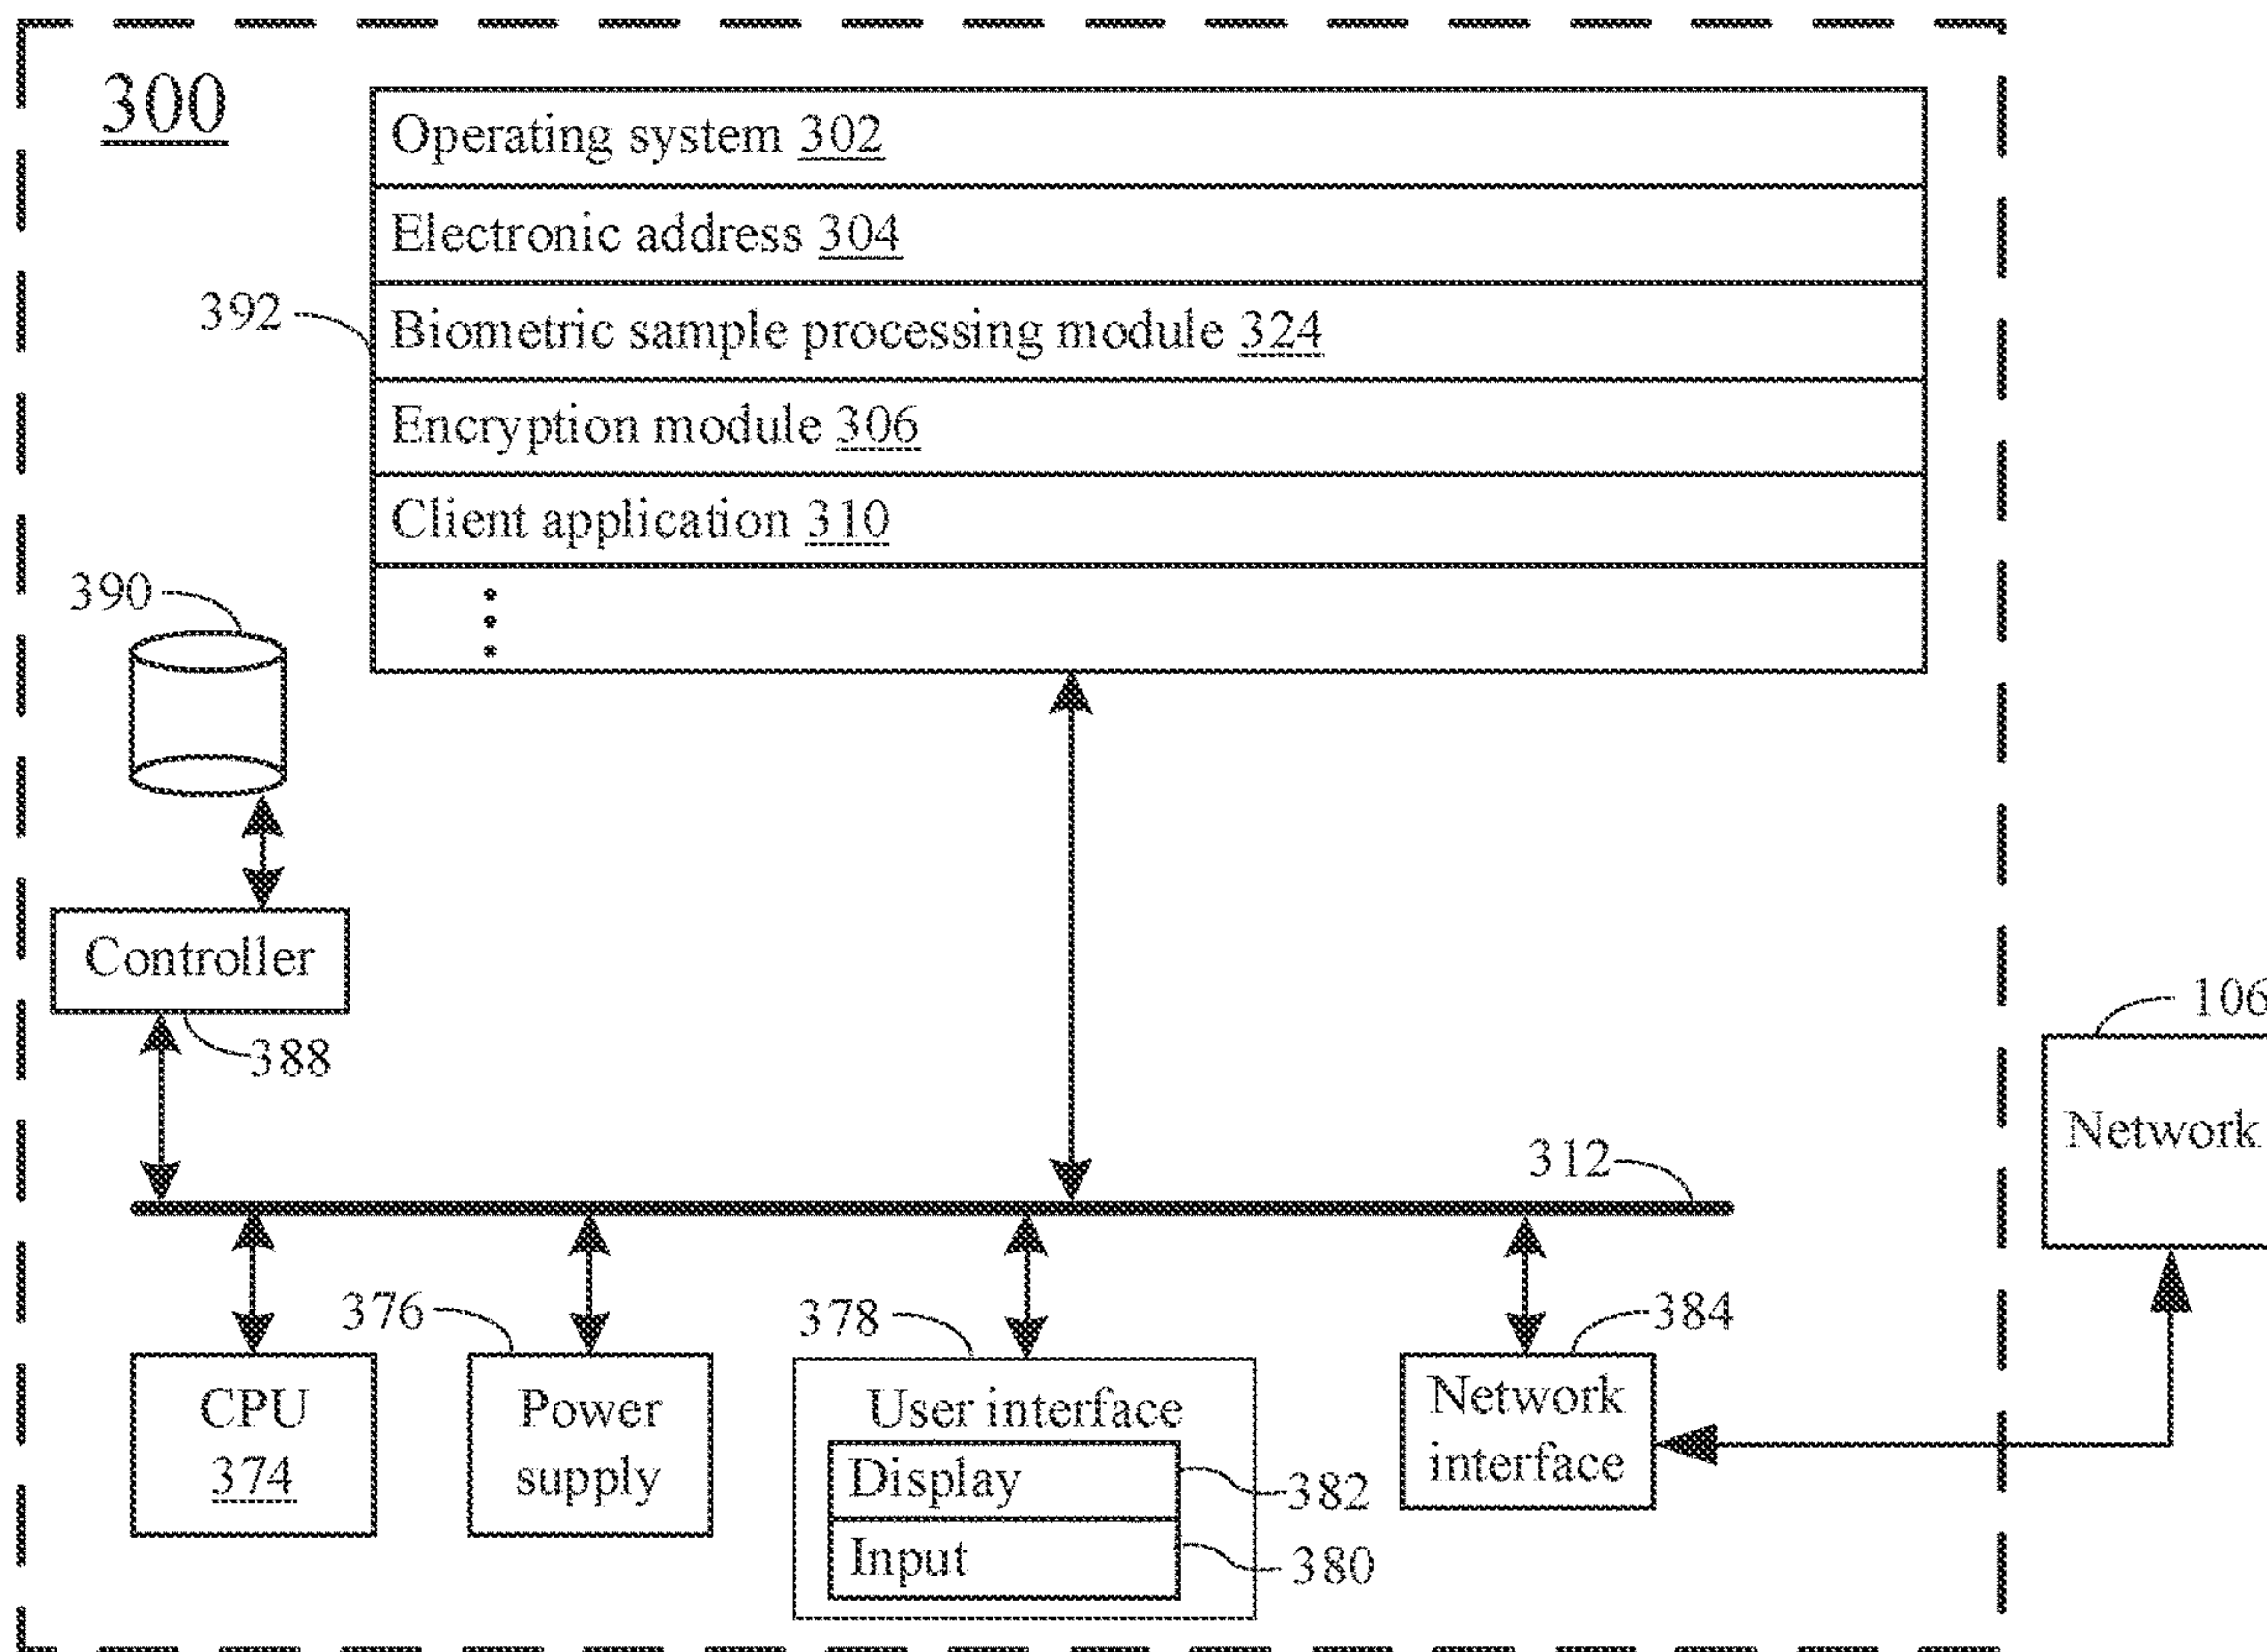 300
Operating system 302
Electronic address 304
392
Biometric sample processing module 324
Encryption module 306
Client application 310
390
Controller
388
106
Network
312
376
378
384
CPU
374
Power
supply
User interface
Display
382
Input
380
Network
interface